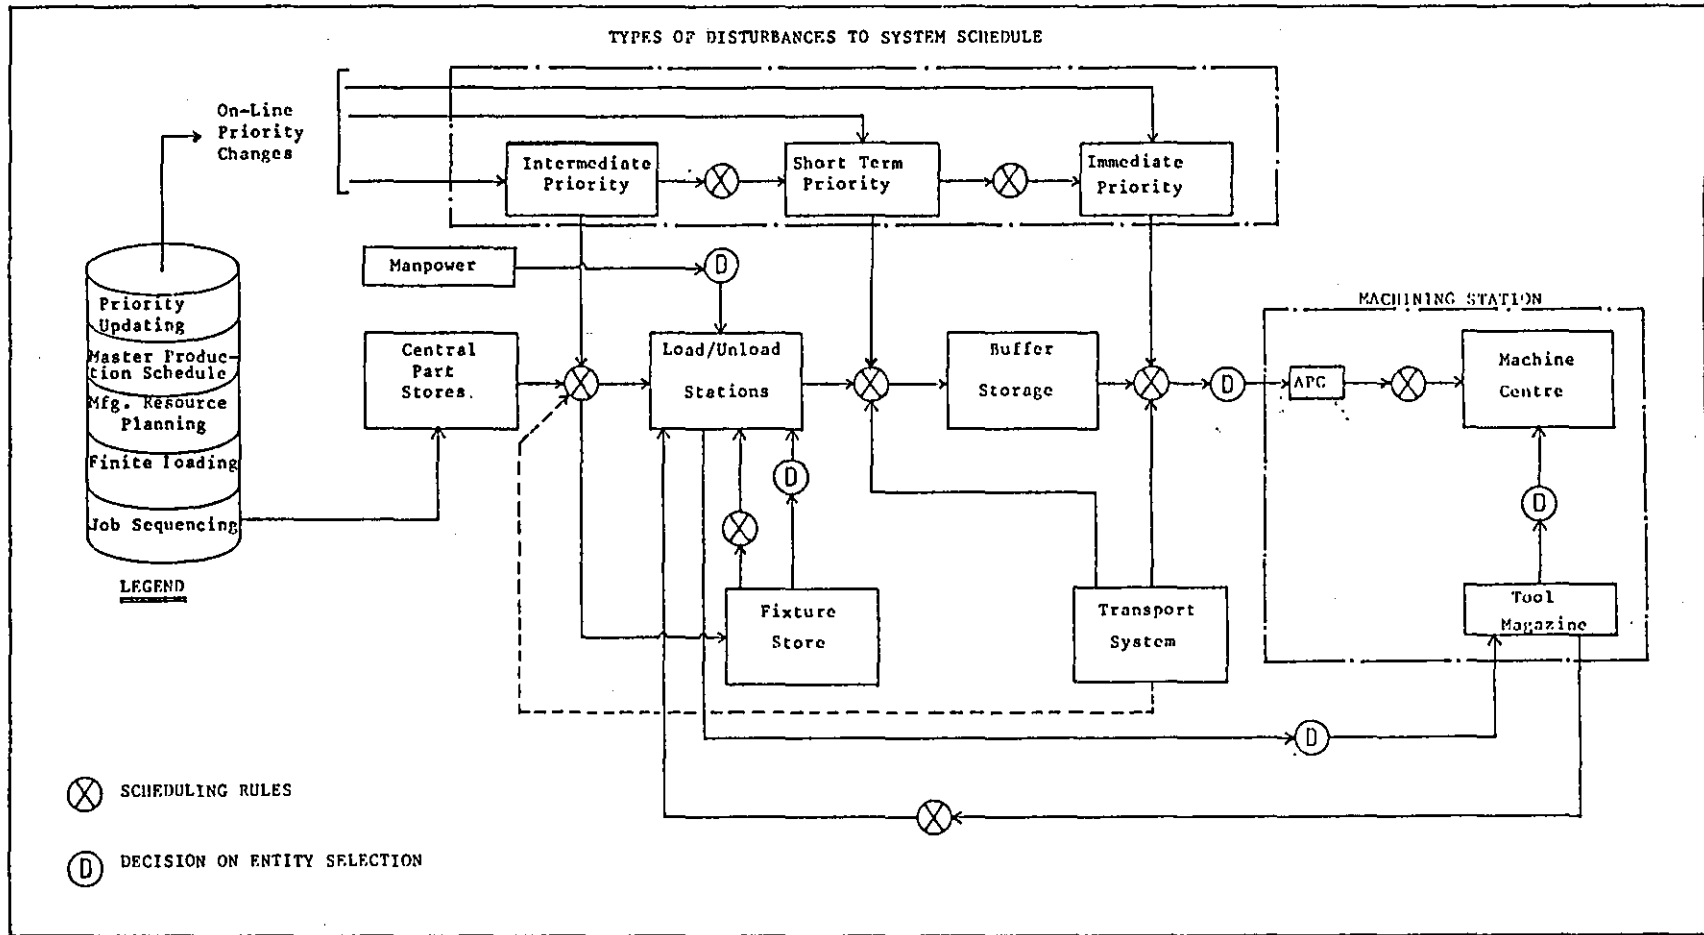 TYPES OF DISTURBANCES TO SYSTEM SCHEDULE
On-Line
Priority
Changes
Intermediate
Priority
Short Term
Priority
Immediate
Priority
Manpower
D
Priority
Updating
Master Produc-
tion Schedule
Mfg. Resource
Planning
Finite loading
Job Sequencing
LEGEND
Central
Part
Stores.
Load/Unload
Stations
Buffer
Storage
D
MACHINING STATION
APC
Machine
Centre
D
D
Fixture
Store
Transport
System
Tool
Magazine
D
SCHEDULING RULES
D
DECISION ON ENTITY SELECTION